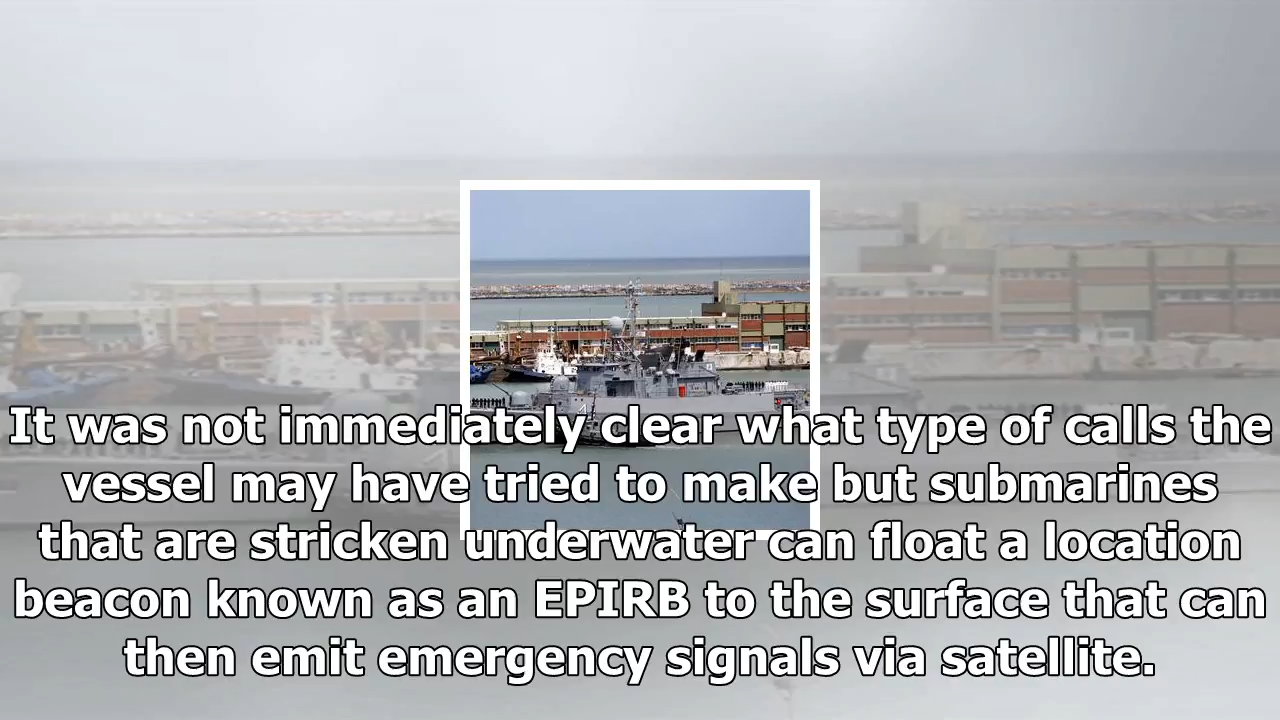 It was not immediately clear what type of calls the
vessel may have tried to make but submarines
that are stricken underwater can float a location
beacon known as an EPIRB to the surface that can
then emit emergency signals via satellite.